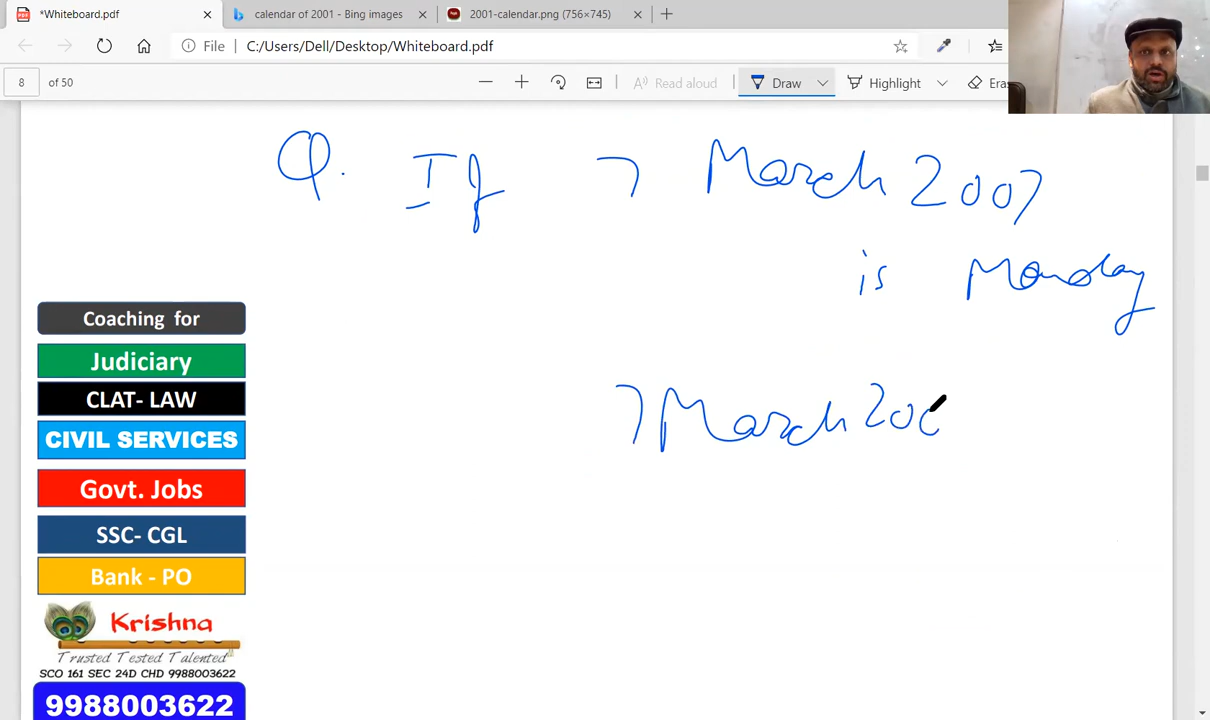 *Whiteboard.pdf
calendar of 2001 - Bing images
2001-calendar.png (756×745)
File C:/Users/Dell/Desktop/Whiteboard.pdf
8 of 50
Read aloud
Draw
Highlight
Eras
Q. If 7 March 2007
is Monday
7 March 200
Coaching for
Judiciary
CLAT- LAW
CIVIL SERVICES
Govt. Jobs
SSC- CGL
Bank - PO
Krishna
Trusted Tested Talented
SCO 161 SEC 24D CHD 9988003622
9988003622